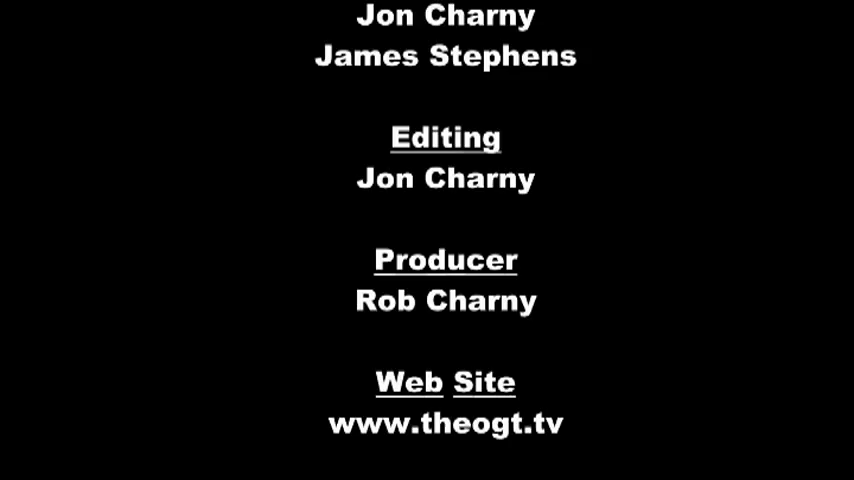 Jon Charny
James Stephens
Editing
Jon Charny
Producer
Rob Charny
Web Site
www.theogt.tv